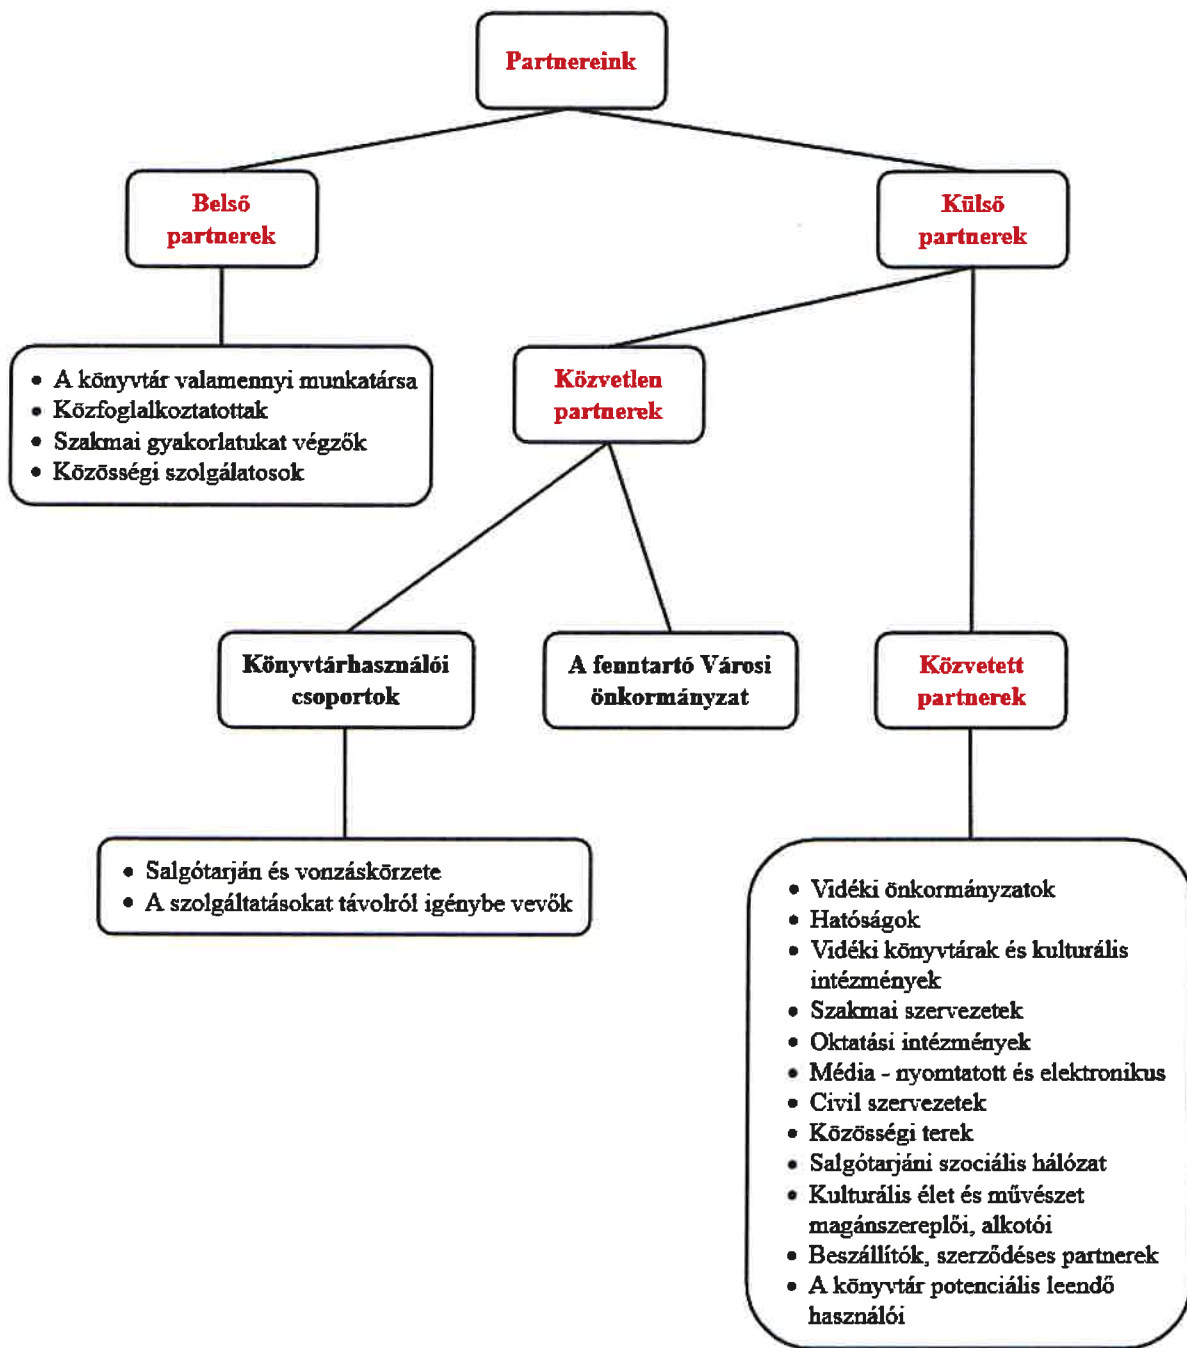 Partnereink
Belső
partnerek
Külső
partnerek
• A könyvtár valamennyi munkatársa
• Közfoglalkoztatottak
• Szakmai gyakorlatukat végzők
• Közösségi szolgálatosok
Közvetlen
partnerek
Könyvtárhasználói
csoportok
A fenntartó Városi
önkormányzat
Közvetett
partnerek
• Salgótarján és vonzáskörzete
• A szolgáltatásokat távolról igénybe vevők
• Vidéki önkormányzatok
• Hatóságok
• Vidéki könyvtárak és kulturális
intézmények
• Szakmai szervezetek
• Oktatási intézmények
• Média - nyomtatott és elektronikus
• Civil szervezetek
• Közösségi terek
• Salgótarjáni szociális hálózat
• Kulturális élet és művészet
magánszereplői, alkotói
• Beszállítók, szerződéses partnerek
• A könyvtár potenciális leendő
használói